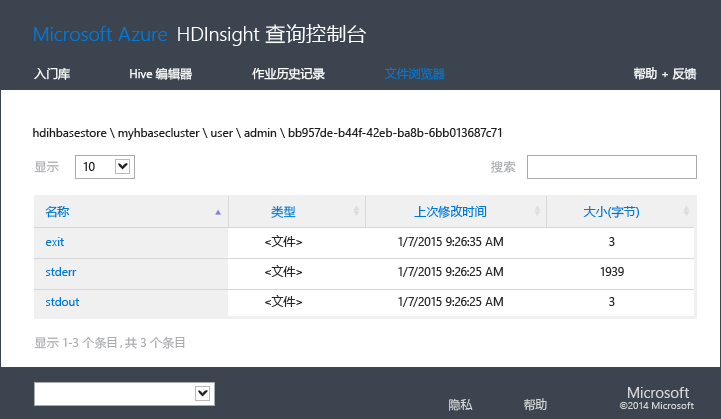 Microsoft Azure HDInsight 查询控制台
入门库 Hive 编辑器 作业历史记录 文件浏览器 帮助 + 反馈
hdihbasestore \ myhbasecluster \ user \ admin \ bb957de-b44f-42eb-ba8b-6bb013687c71
显示 10 搜索
名称 类型 上次修改时间 大小(字节)
exit <文件> 1/7/2015 9:26:35 AM 3
stderr <文件> 1/7/2015 9:26:25 AM 1939
stdout <文件> 1/7/2015 9:26:25 AM 3
显示 1-3 个条目, 共 3 个条目
隐私 帮助 Microsoft
©2014 Microsoft